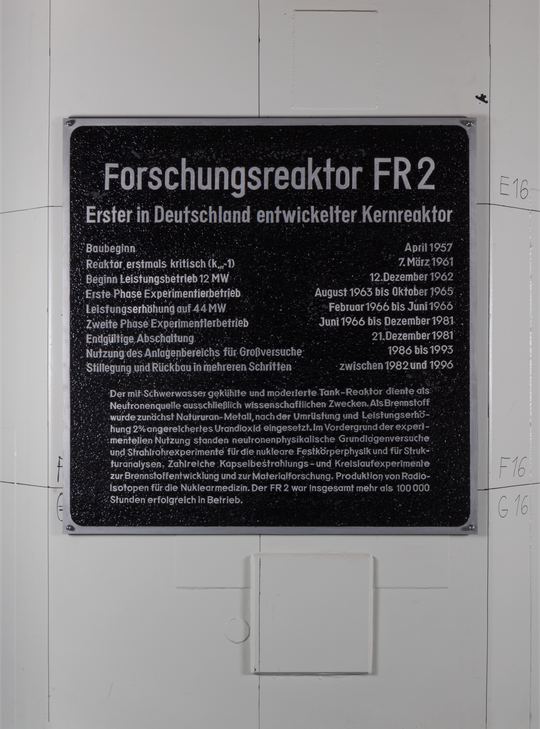 Forschungsreaktor FR 2
Erster in Deutschland entwickelter Kernreaktor
Baubeginn April 1957
Reaktor erstmals kritisch (keff=1) 7. März 1961
Beginn Leistungsbetrieb 12 MW 12. Dezember 1962
Erste Phase Experimentierbetrieb August 1963 bis Oktober 1965
Leistungserhöhung auf 44 MW Februar 1966 bis Juni 1966
Zweite Phase Experimentierbetrieb Juni 1966 bis Dezember 1981
Endgültige Abschaltung 21. Dezember 1981
Nutzung des Anlagenbereichs für Großversuche 1986 bis 1993
Stillegung und Rückbau in mehreren Schritten zwischen 1982 und 1996
Der mit Schwerwasser gekühlte und moderierte Tank-Reaktor diente als
Neutronenquelle ausschließlich wissenschaftlichen Zwecken. Als Brennstoff
wurde zunächst Natururan-Metall, nach der Umrüstung und Leistungserhö-
hung 2% angereichertes Urandioxid eingesetzt. Im Vordergrund der experi-
mentellen Nutzung standen neutronenphysikalische Grundlagenversuche
und Strahlrohrexperimente für die nukleare Festkörperphysik und für Struk-
turanalysen. Zahlreiche Kapselbestrahlungs- und Kreislaufexperimente
zur Brennstoffentwicklung und zur Materialforschung. Produktion von Radio-
isotopen für die Nuklearmedizin. Der FR 2 war insgesamt mehr als 100 000
Stunden erfolgreich in Betrieb.
E16
F16
G16